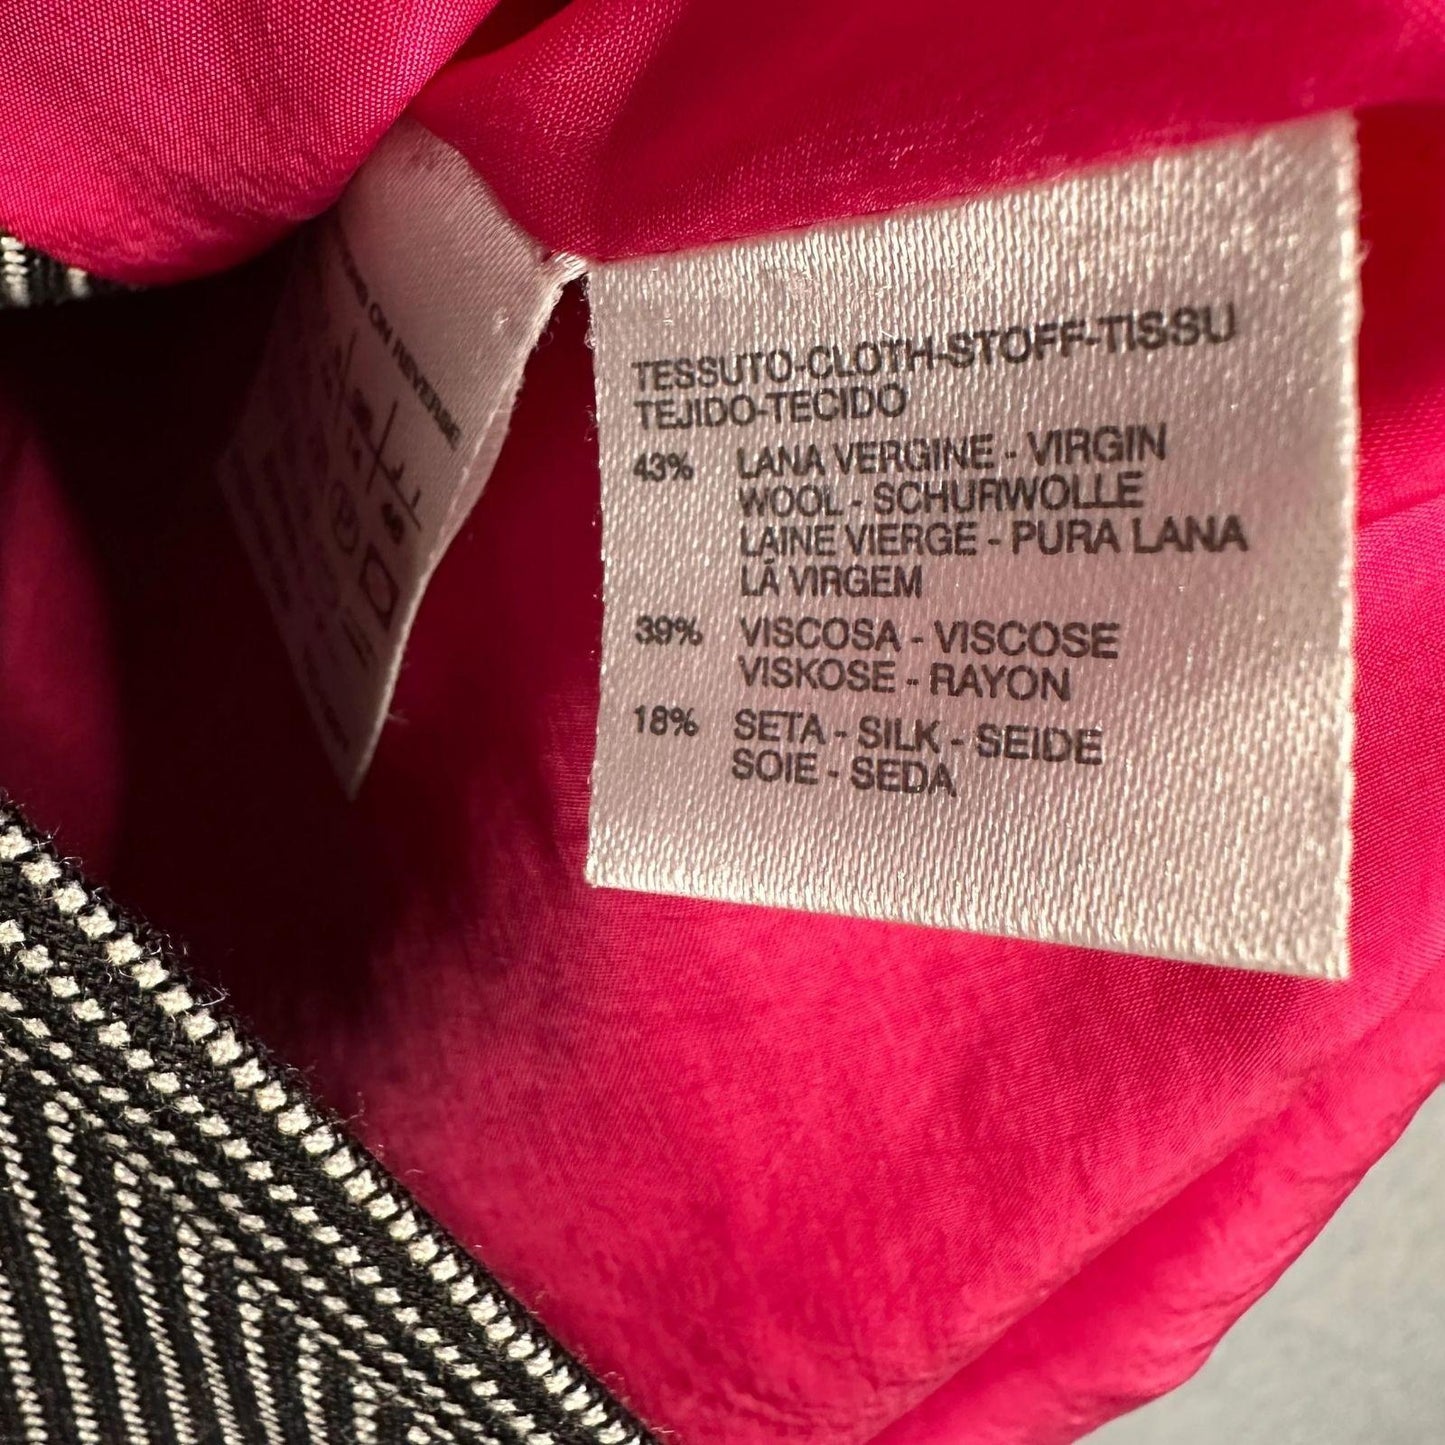 TESSUTO-CLOTH-STOFF-TISSU
TEJIDO-TECIDO
43% LANA VERGINE - VIRGIN
WOOL - SCHURWOLLE
LAINE VIERGE - PURA LANA
LÁ VIRGEM
39% VISCOSA - VISCOSE
VISKOSE - RAYON
18% SETA - SILK - SEIDE
SOIE - SEDA